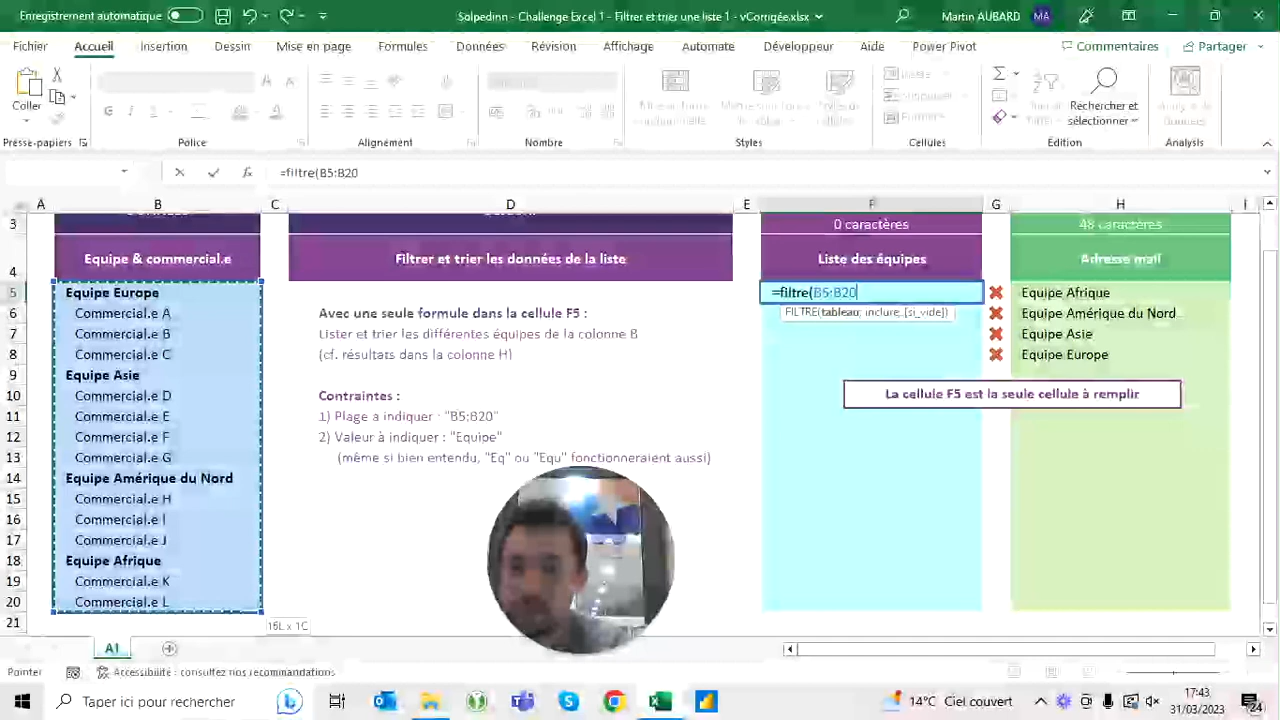 Enregistrement automatique
Solpedinn - Challenge Excel 1 - Filtrer et trier une liste 1 - vCorrigée.xlsx
Martin AUBARD
MA
Fichier
Accueil
Insertion
Dessin
Mise en page
Formules
Données
Révision
Affichage
Automate
Développeur
Aide
Power Pivot
Commentaires
Partager
Coller
Rechercher et
sélectionner
Presse-papiers
Police
Alignement
Nombre
Styles
Cellules
Édition
Analysis
=filtre(B5:B20
A
B
C
D
E
F
G
H
I
3
0 caractères
48 caractères
4
Equipe & commercial.e
Filtrer et trier les données de la liste
Liste des équipes
Adresse mail
5
Equipe Europe
=filtre(B5:B20
Equipe Afrique
6
Commercial.e A
Avec une seule formule dans la cellule F5 :
FILTRE(tableau; inclure; [si_vide])
Equipe Amérique du Nord
7
Commercial.e B
Lister et trier les différentes équipes de la colonne B
Equipe Asie
8
Commercial.e C
(cf. résultats dans la colonne H)
Equipe Europe
9
Equipe Asie
10
Commercial.e D
Contraintes :
La cellule F5 est la seule cellule à remplir
11
Commercial.e E
1) Plage a indiquer : "B5:B20"
12
Commercial.e F
2) Valeur à indiquer : "Equipe"
13
Commercial.e G
(même si bien entendu, "Eq" ou "Equ" fonctionneraient aussi)
14
Equipe Amérique du Nord
15
Commercial.e H
16
Commercial.e I
17
Commercial.e J
18
Equipe Afrique
19
Commercial.e K
20
Commercial.e L
21
16L x 1C
A1
Pointer
Accessibilité : consultez nos recommandations
Taper ici pour rechercher
14°C Ciel couvert
17:43
31/03/2023
24